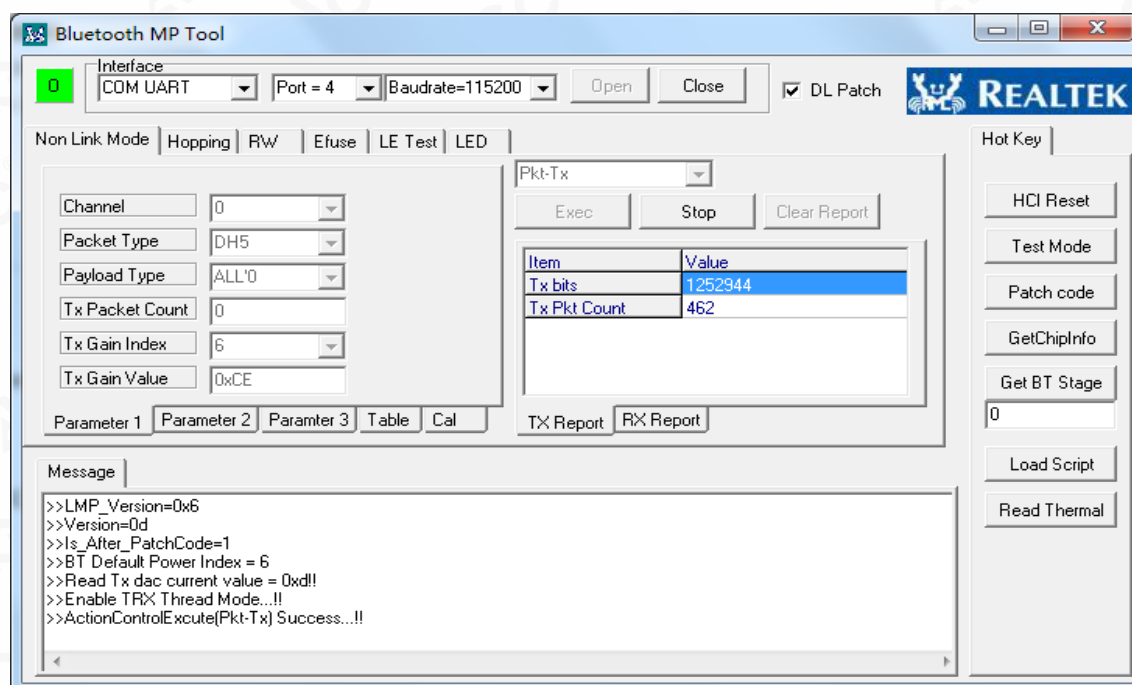 Bluetooth MP Tool
Interface
0
COM UART
Port = 4
Baudrate=115200
Open
Close
DL Patch
REALTEK
Non Link Mode
Hopping
RW
Efuse
LE Test
LED
Hot Key
Pkt-Tx
Exec
Stop
Clear Report
Channel
0
Packet Type
DH5
Payload Type
ALL'0
Tx Packet Count
0
Tx Gain Index
6
Tx Gain Value
0xCE
Item Value
Tx bits 1252944
Tx Pkt Count 462
Parameter 1
Parameter 2
Paramter 3
Table
Cal
TX Report
RX Report
HCI Reset
Test Mode
Patch code
GetChipInfo
Get BT Stage
0
Load Script
Read Thermal
Message
>>LMP_Version=0x6
>>Version=0d
>>Is_After_PatchCode=1
>>BT Default Power Index = 6
>>Read Tx dac current value = 0xd!!
>>Enable TRX Thread Mode...!!
>>ActionControlExcute(Pkt-Tx) Success...!!